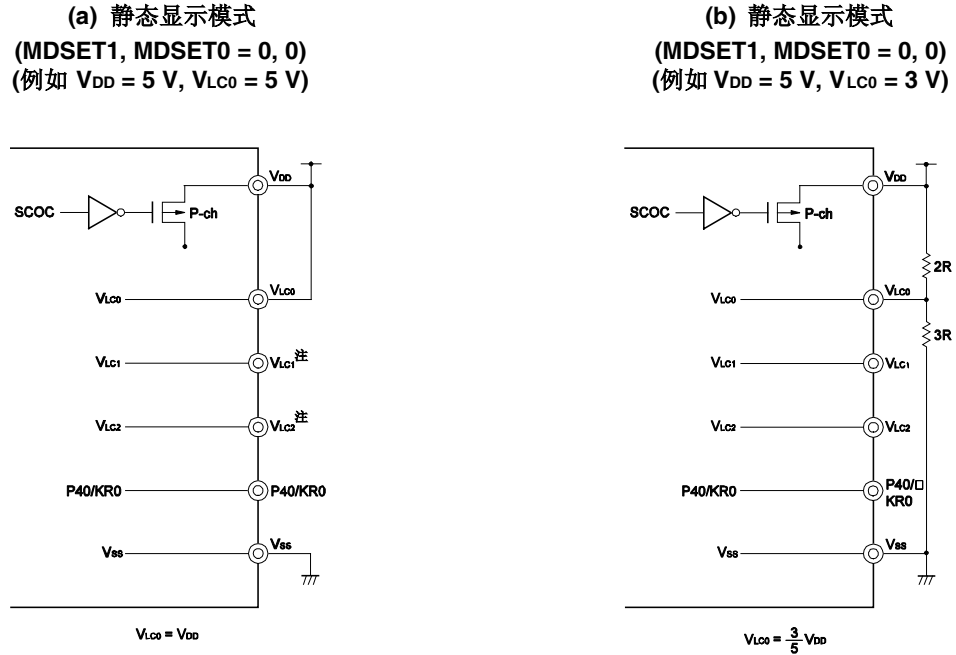 (a) 静态显示模式
(MDSET1, MDSET0 = 0, 0)
(例如 VDD = 5 V, VLC0 = 5 V)
VDD
SCOC
P-ch
VLC0
VLC0
VLC1
VLC1注
VLC2
VLC2注
P40/KR0
P40/KR0
VSS
VSS
VLC0 = VDD
(b) 静态显示模式
(MDSET1, MDSET0 = 0, 0)
(例如 VDD = 5 V, VLC0 = 3 V)
VDD
SCOC
P-ch
2R
VLC0
VLC0
3R
VLC1
VLC1
VLC2
VLC2
P40/KR0
P40/□
KR0
VSS
VSS
VLC0 = 3/5 VDD